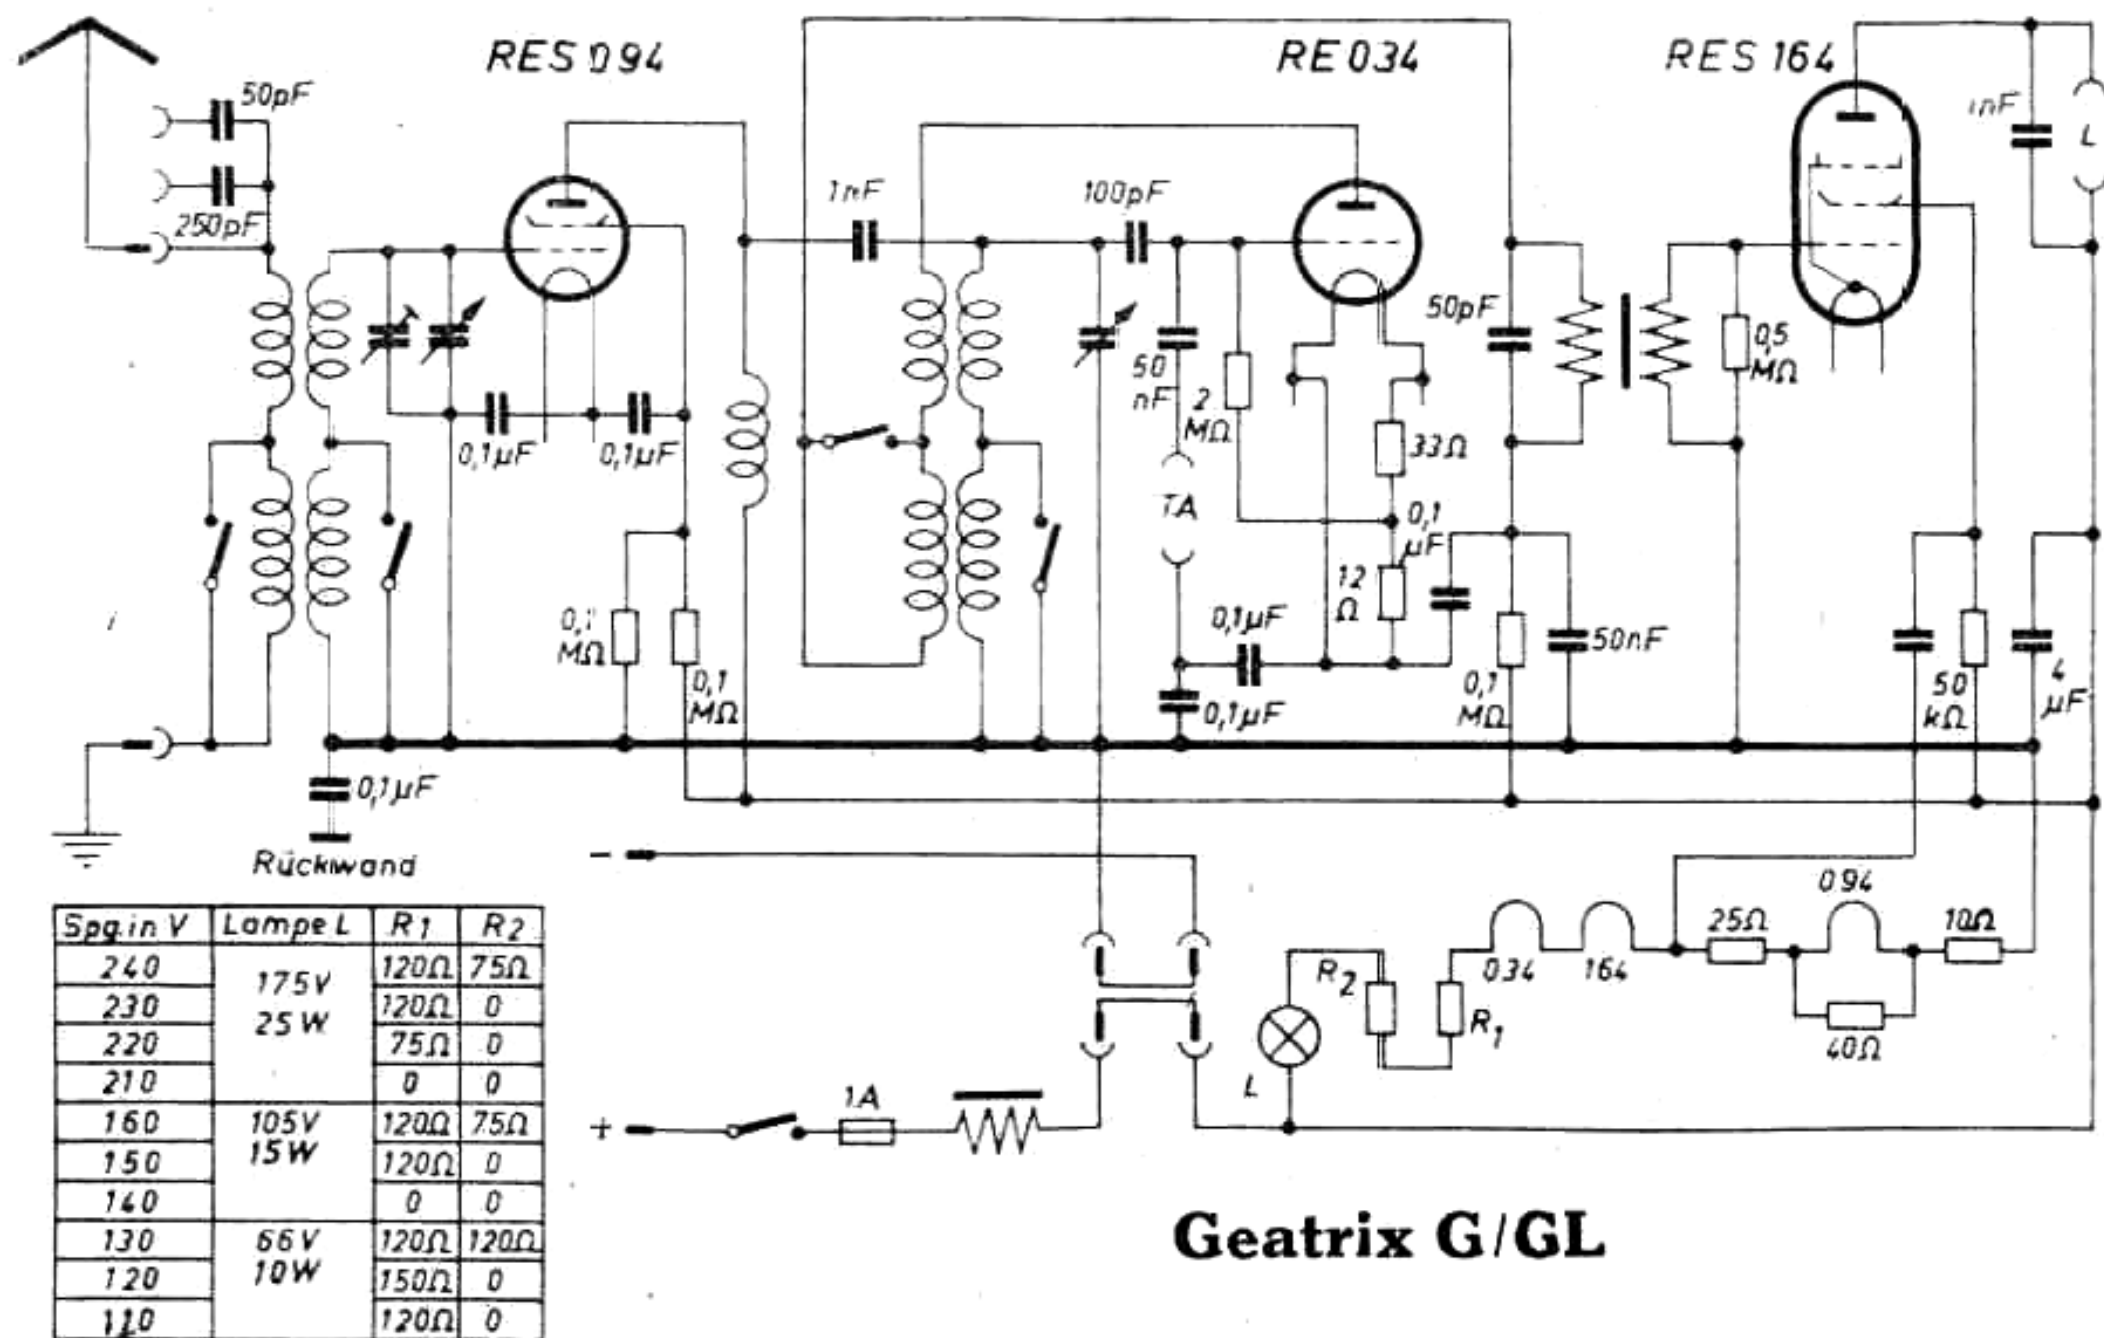 RES 094
RE 034
RES 164
50pF
250pF
1nF
100pF
1nF
L
50pF
50
nF
2
MΩ
0,5
MΩ
0,1µF
0,1µF
33Ω
TA
0,1
µF
12
Ω
0,1
MΩ
0,1
MΩ
0,1µF
0,1µF
0,1
MΩ
50nF
50
kΩ
4
µF
0,1µF
Rückwand
-
094
25Ω
10Ω
034
164
40Ω
R2
R1
L
+
1A
Spg. in V Lampe L R1 R2
240 175V 25W 120Ω 75Ω
230 120Ω 0
220 75Ω 0
210 0 0
160 105V 15W 120Ω 75Ω
150 120Ω 0
140 0 0
130 66V 10W 120Ω 120Ω
120 150Ω 0
110 120Ω 0
Geatrix G/GL